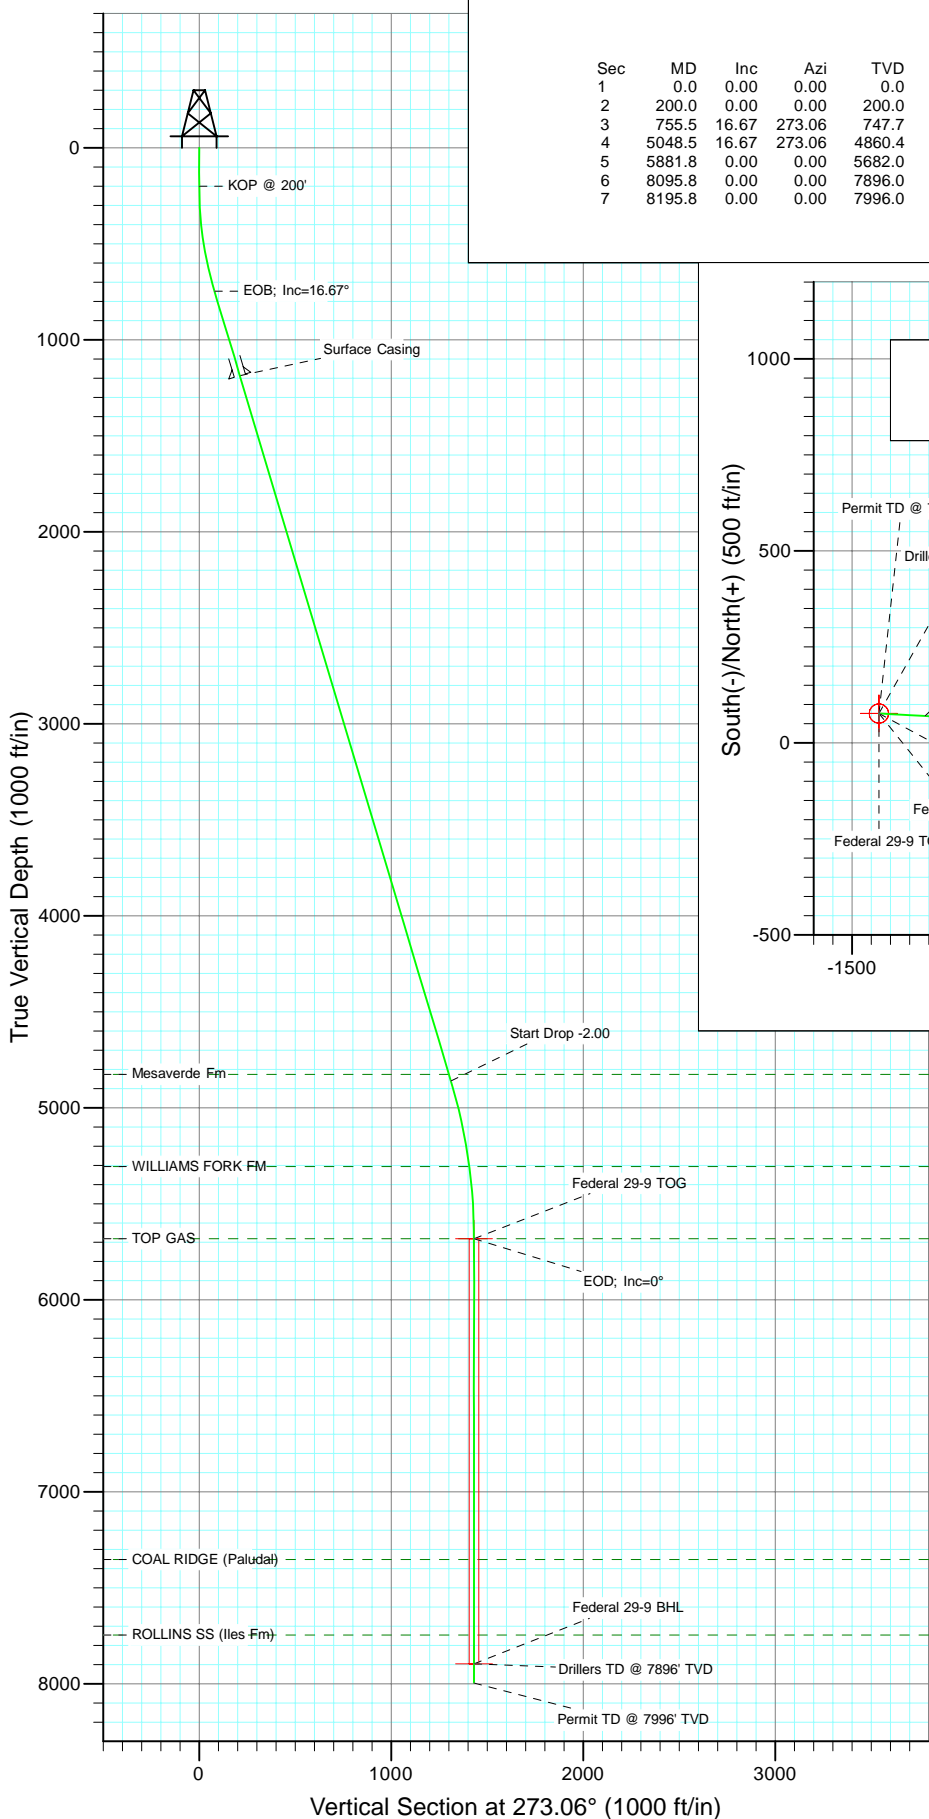 Sec MD Inc Azi TVD
1 0.0 0.00 0.00 0.0
2 200.0 0.00 0.00 200.0
3 755.5 16.67 273.06 747.7
4 5048.5 16.67 273.06 4860.4
5 5881.8 0.00 0.00 5682.0
6 8095.8 0.00 0.00 7896.0
7 8195.8 0.00 0.00 7996.0
0
KOP @ 200'
EOB; Inc=16.67°
1000
Surface Casing
2000
3000
4000
Start Drop -2.00
Mesaverde Fm
5000
WILLIAMS FORK FM
Federal 29-9 TOG
TOP GAS
EOD; Inc=0°
6000
7000
COAL RIDGE (Paludal)
Federal 29-9 BHL
ROLLINS SS (Iles Fm)
Drillers TD @ 7896' TVD
8000
Permit TD @ 7996' TVD
0 1000 2000 3000
True Vertical Depth (1000 ft/in)
Vertical Section at 273.06° (1000 ft/in)
1000
Permit TD @
500
Drill
0
Fe
Federal 29-9
-500
-1500
South(-)/North(+) (500 ft/in)